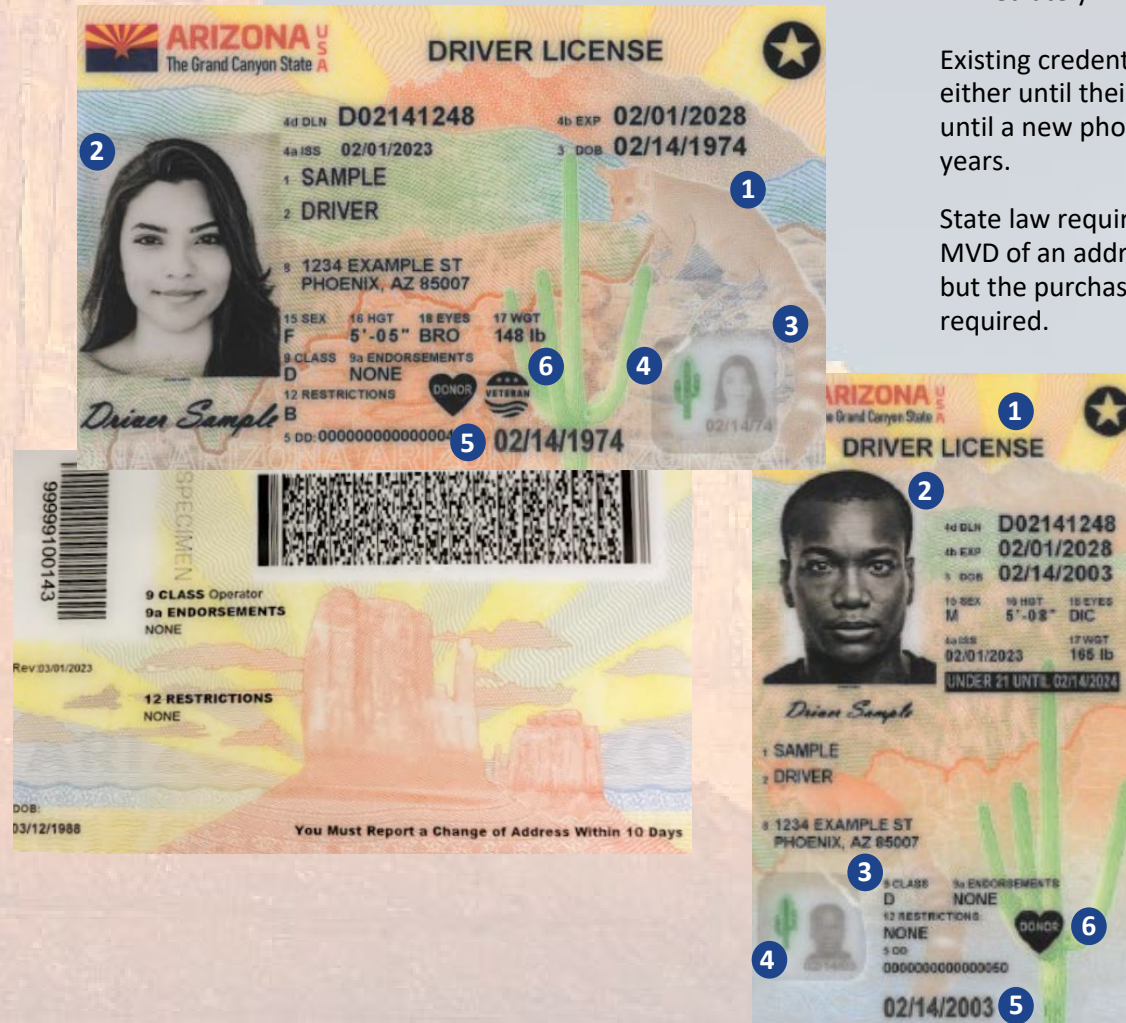 Existing credent
either until thei
until a new pho
years.
State law requir
MVD of an addr
but the purchas
required.
ARIZONA USA
The Grand Canyon State
DRIVER LICENSE
4d DLN D02141248
4b EXP 02/01/2028
4a ISS 02/01/2023
3 DOB 02/14/1974
1 SAMPLE
2 DRIVER
8 1234 EXAMPLE ST
PHOENIX, AZ 85007
15 SEX 16 HGT 18 EYES 17 WGT
F 5'-05" BRO 148 lb
9 CLASS 9a ENDORSEMENTS
D NONE
12 RESTRICTIONS
B
DONOR
VETERAN
5 DD: 000000000000004
02/14/1974
02/14/74
Driver Sample
2
1
3
6
4
5
99999100143
SPECIMEN
9 CLASS Operator
9a ENDORSEMENTS
NONE
Rev:03/01/2023
12 RESTRICTIONS
NONE
DOB:
03/12/1988
You Must Report a Change of Address Within 10 Days
ARIZONA
Grand Canyon State
1
DRIVER LICENSE
2
4d DLN D02141248
4b EXP 02/01/2028
3 DOB 02/14/2003
15 SEX 16 HGT 18 EYES
M 5'-08" DIC
4a ISS 17 WGT
02/01/2023 165 lb
UNDER 21 UNTIL 02/14/2024
Driver Sample
1 SAMPLE
2 DRIVER
8 1234 EXAMPLE ST
PHOENIX, AZ 85007
3
9 CLASS 9a ENDORSEMENTS
D NONE
12 RESTRICTIONS
NONE
DONOR
6
5 DD
0000000000000050
4
02/14/2003
5